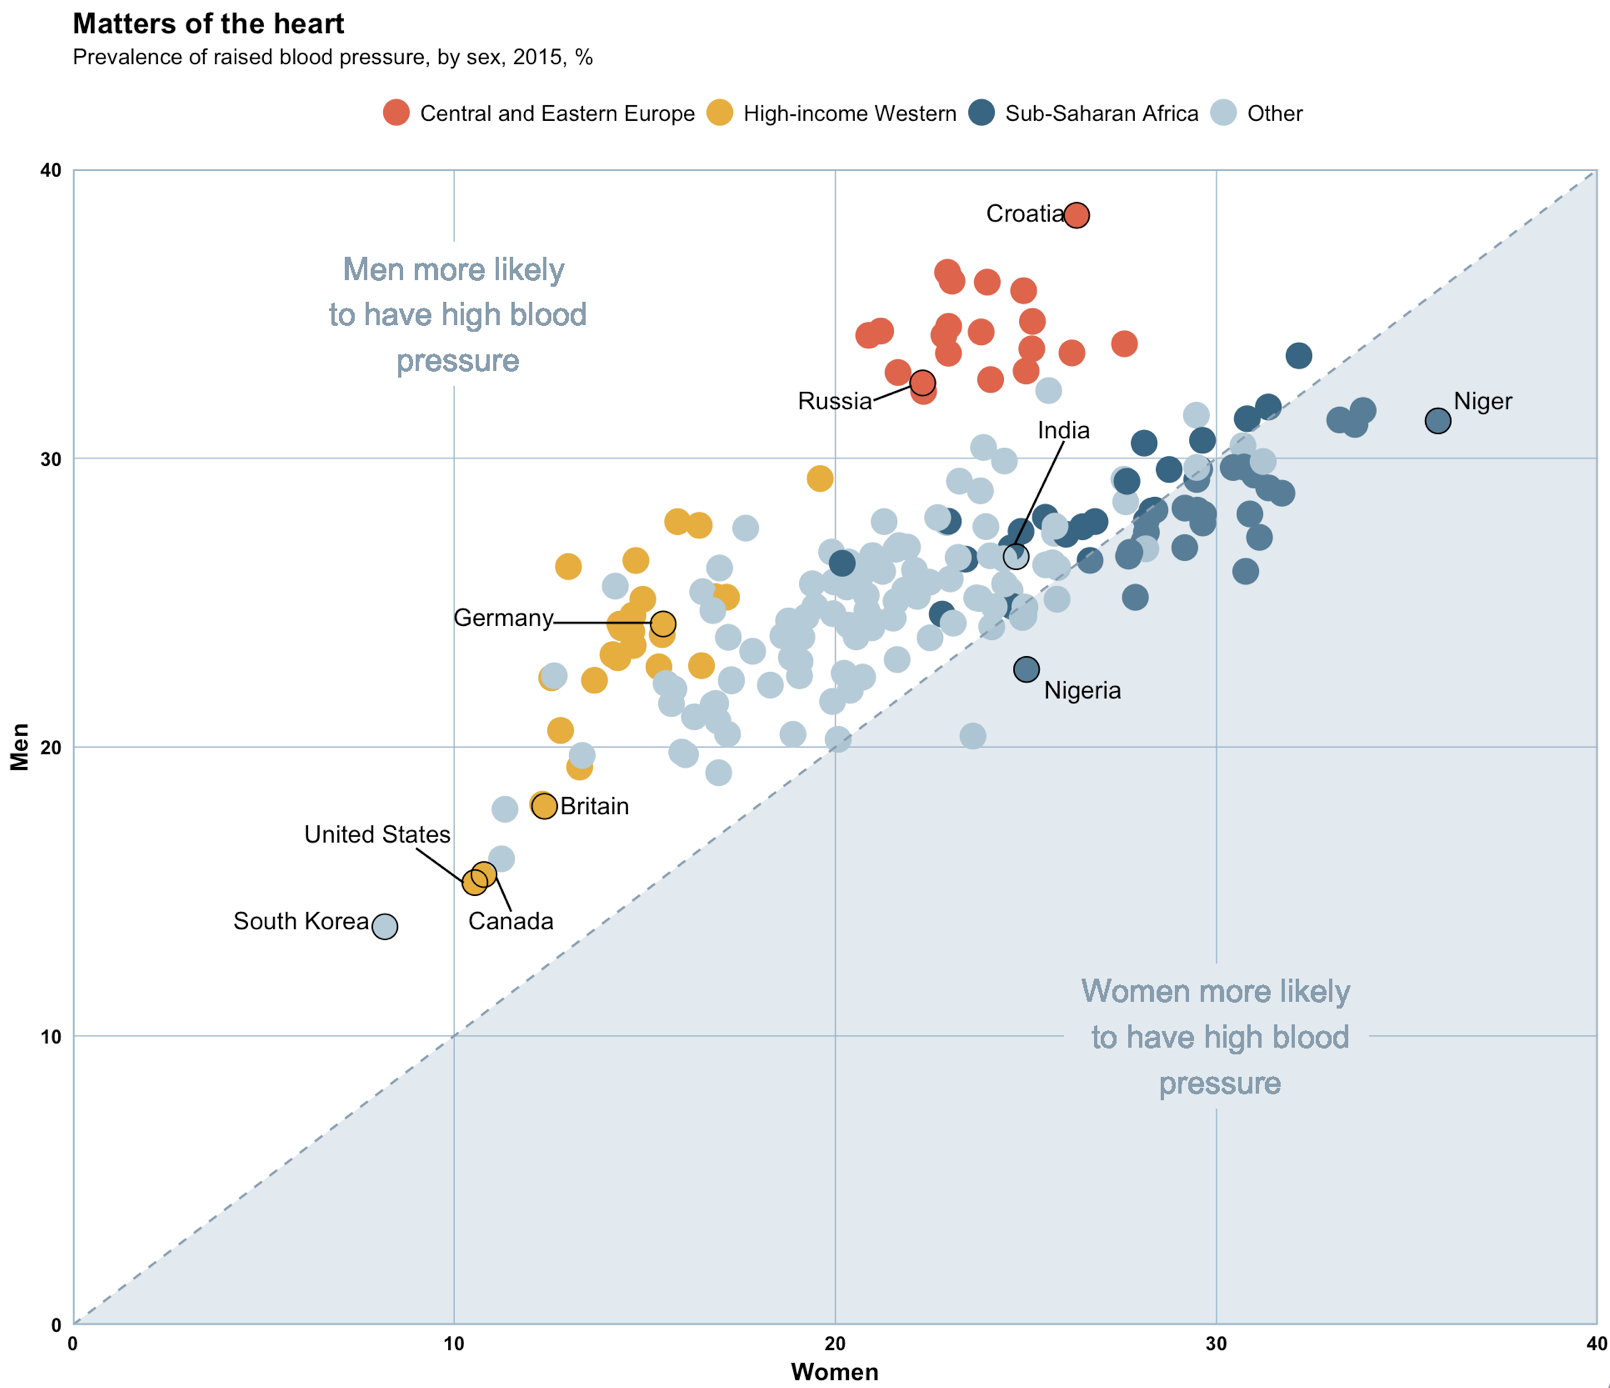 Matters of the heart
Prevalence of raised blood pressure, by sex, 2015, %
Central and Eastern Europe High-income Western Sub-Saharan Africa Other
40
Croatia
Men more likely
to have high blood
pressure
Russia
Niger
India
30
Germany
Nigeria
Men
20
Britain
United States
South Korea
Canada
Women more likely
to have high blood
pressure
10
0
0 10 20 30 40
Women